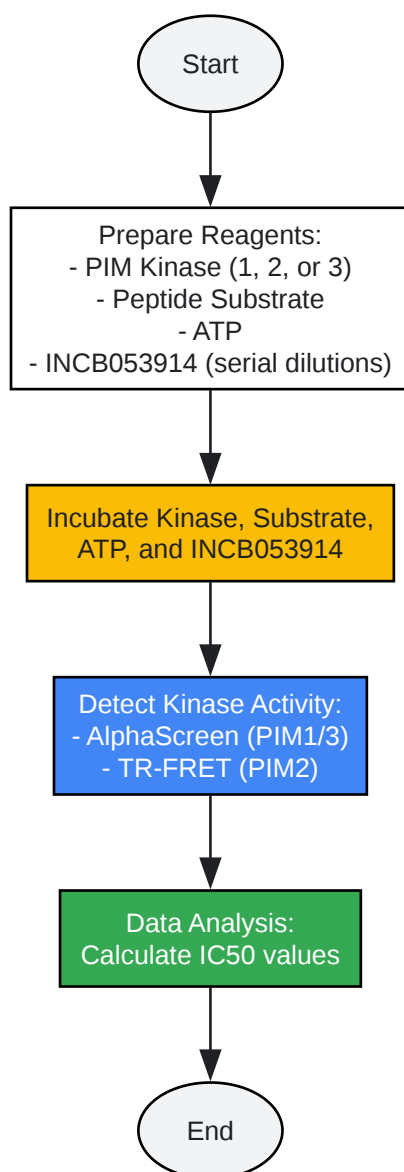 Start
Prepare Reagents:
- PIM Kinase (1, 2, or 3)
- Peptide Substrate
- ATP
- INCB053914 (serial dilutions)
Incubate Kinase, Substrate,
ATP, and INCB053914
Detect Kinase Activity:
- AlphaScreen (PIM1/3)
- TR-FRET (PIM2)
Data Analysis:
Calculate IC50 values
End